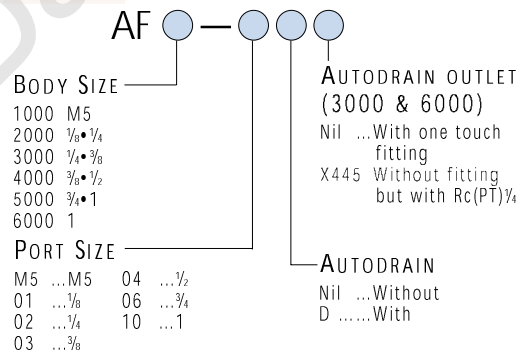 AF —
BODY SIZE
1000 M5
2000 ⅛•¼
3000 ¼•⅜
4000 ⅜•½
5000 ¾•1
6000 1
PORT SIZE
M5 ...M5 04 ...½
01 ...⅛ 06 ...¾
02 ...¼ 10 ...1
03 ...⅜
AUTODRAIN OUTLET
(3000 & 6000)
Nil ...With one touch
fitting
X445 Without fitting
but with Rc(PT)¼
AUTODRAIN
Nil ...Without
D ......With